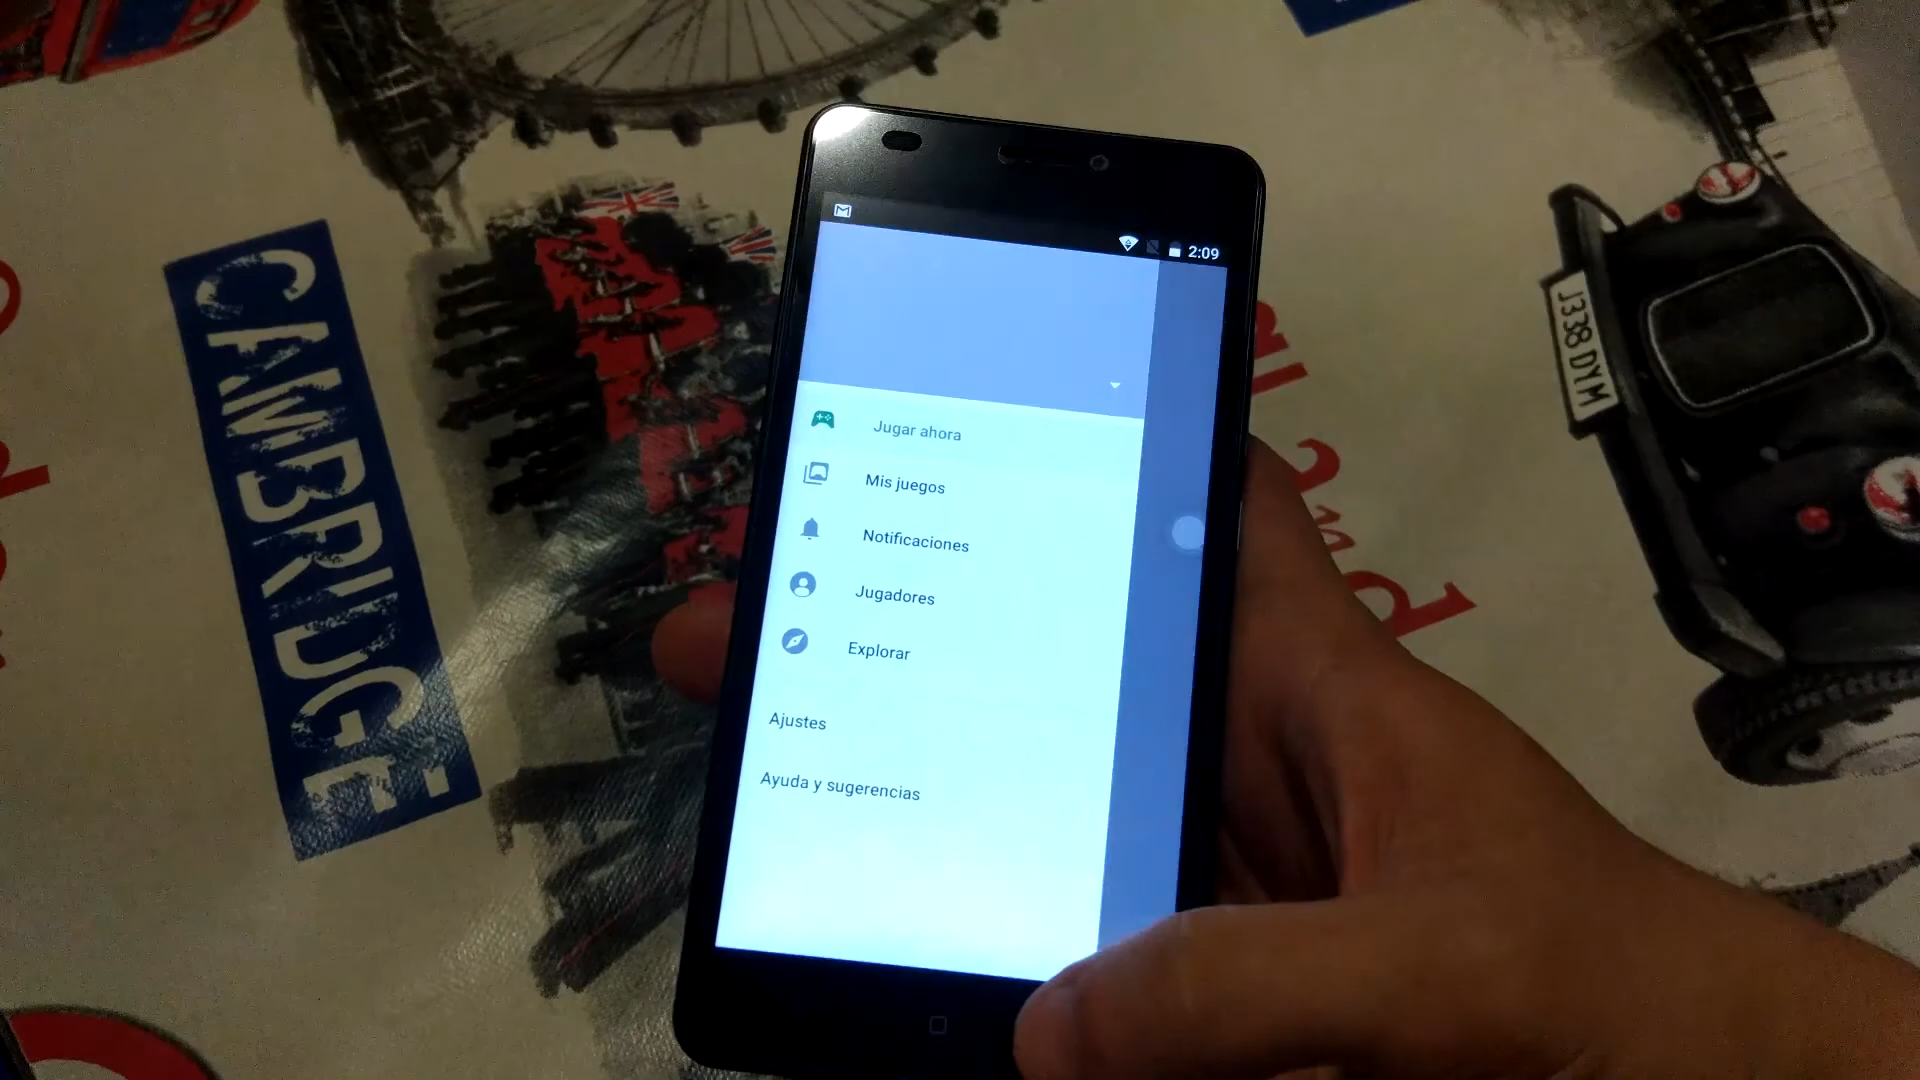 2:09
Jugar ahora
Mis juegos
Notificaciones
Jugadores
Explorar
Ajustes
Ayuda y sugerencias
CAMBRIDGE
J338 DYM